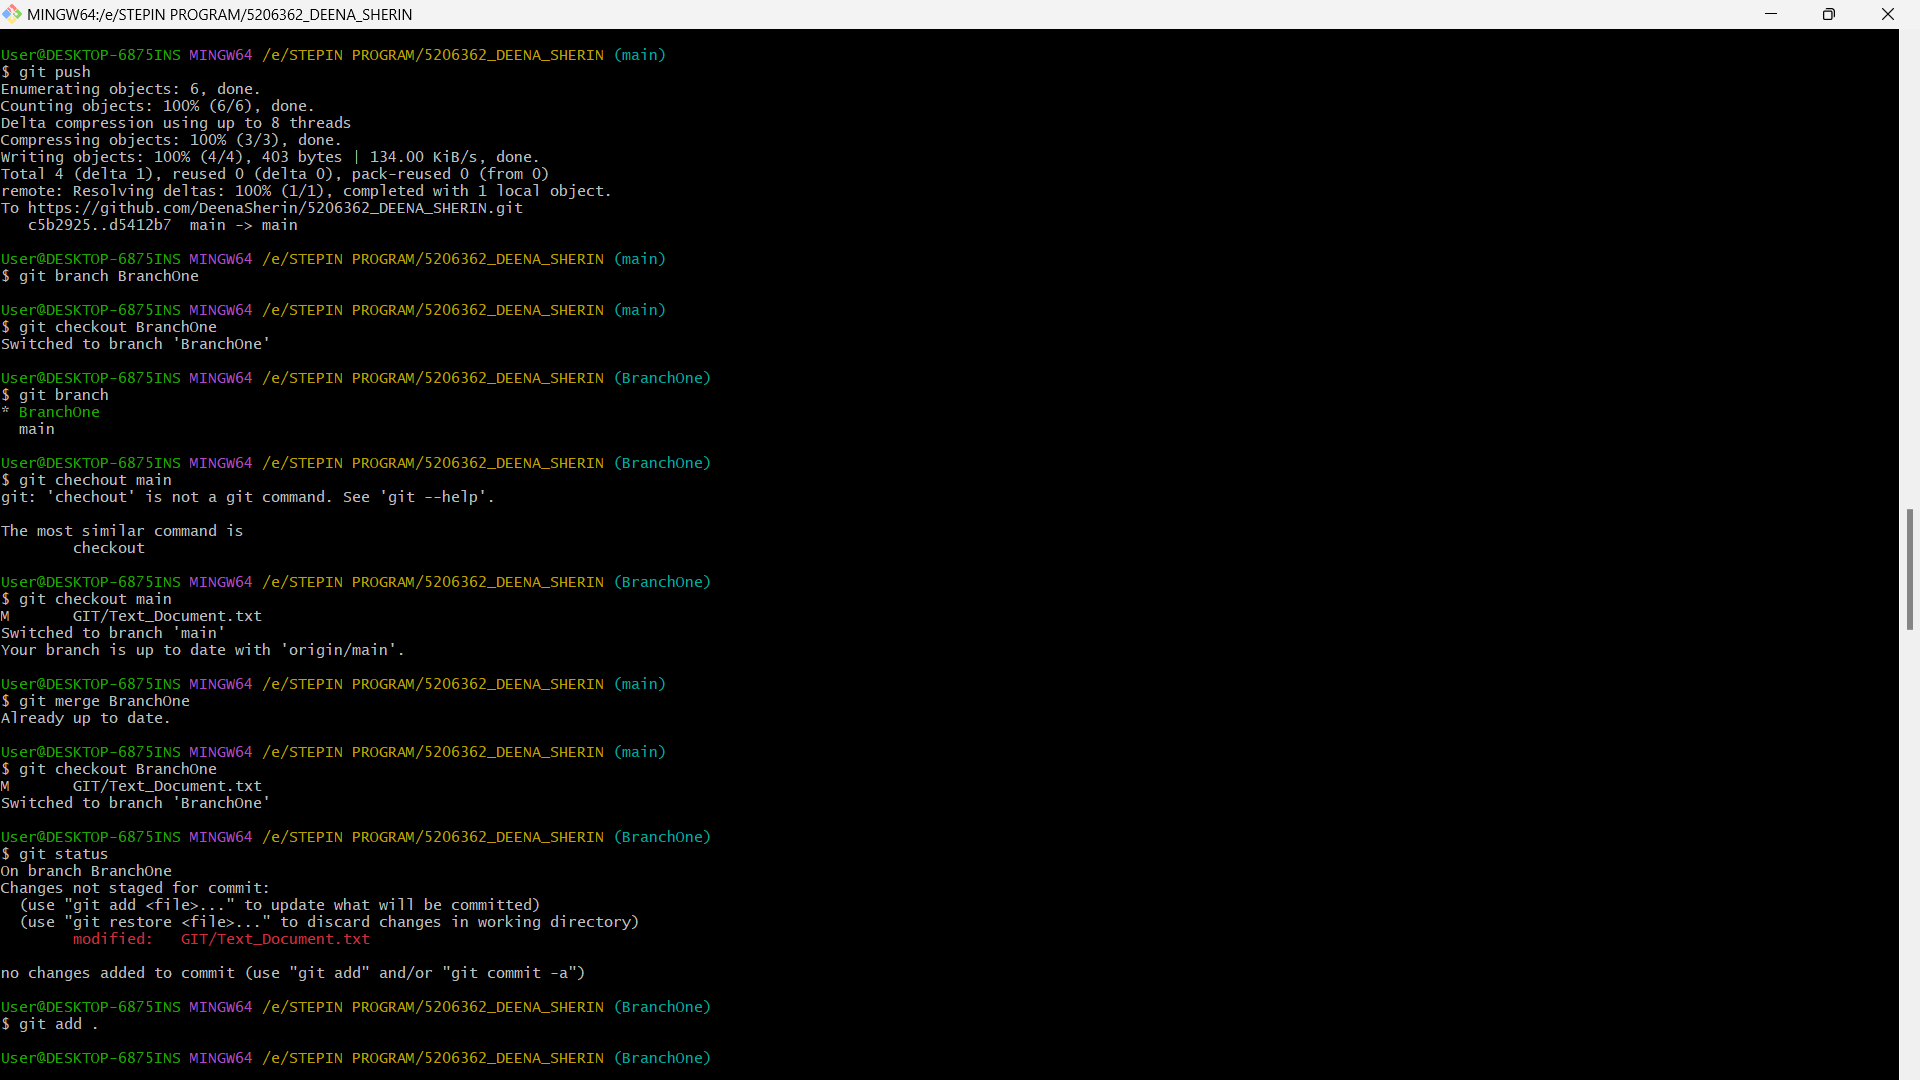 MINGW64:/e/STEPIN PROGRAM/5206362_DEENA_SHERIN
User@DESKTOP-6875INS MINGW64 /e/STEPIN PROGRAM/5206362_DEENA_SHERIN (main)
$ git push
Enumerating objects: 6, done.
Counting objects: 100% (6/6), done.
Delta compression using up to 8 threads
Compressing objects: 100% (3/3), done.
Writing objects: 100% (4/4), 403 bytes | 134.00 KiB/s, done.
Total 4 (delta 1), reused 0 (delta 0), pack-reused 0 (from 0)
remote: Resolving deltas: 100% (1/1), completed with 1 local object.
To https://github.com/DeenaSherin/5206362_DEENA_SHERIN.git
   c5b2925..d5412b7  main -> main
User@DESKTOP-6875INS MINGW64 /e/STEPIN PROGRAM/5206362_DEENA_SHERIN (main)
$ git branch BranchOne
User@DESKTOP-6875INS MINGW64 /e/STEPIN PROGRAM/5206362_DEENA_SHERIN (main)
$ git checkout BranchOne
Switched to branch 'BranchOne'
User@DESKTOP-6875INS MINGW64 /e/STEPIN PROGRAM/5206362_DEENA_SHERIN (BranchOne)
$ git branch
* BranchOne
  main
User@DESKTOP-6875INS MINGW64 /e/STEPIN PROGRAM/5206362_DEENA_SHERIN (BranchOne)
$ git chechout main
git: 'chechout' is not a git command. See 'git --help'.
The most similar command is
        checkout
User@DESKTOP-6875INS MINGW64 /e/STEPIN PROGRAM/5206362_DEENA_SHERIN (BranchOne)
$ git checkout main
M       GIT/Text_Document.txt
Switched to branch 'main'
Your branch is up to date with 'origin/main'.
User@DESKTOP-6875INS MINGW64 /e/STEPIN PROGRAM/5206362_DEENA_SHERIN (main)
$ git merge BranchOne
Already up to date.
User@DESKTOP-6875INS MINGW64 /e/STEPIN PROGRAM/5206362_DEENA_SHERIN (main)
$ git checkout BranchOne
M       GIT/Text_Document.txt
Switched to branch 'BranchOne'
User@DESKTOP-6875INS MINGW64 /e/STEPIN PROGRAM/5206362_DEENA_SHERIN (BranchOne)
$ git status
On branch BranchOne
Changes not staged for commit:
  (use "git add <file>..." to update what will be committed)
  (use "git restore <file>..." to discard changes in working directory)
        modified:   GIT/Text_Document.txt
no changes added to commit (use "git add" and/or "git commit -a")
User@DESKTOP-6875INS MINGW64 /e/STEPIN PROGRAM/5206362_DEENA_SHERIN (BranchOne)
$ git add .
User@DESKTOP-6875INS MINGW64 /e/STEPIN PROGRAM/5206362_DEENA_SHERIN (BranchOne)